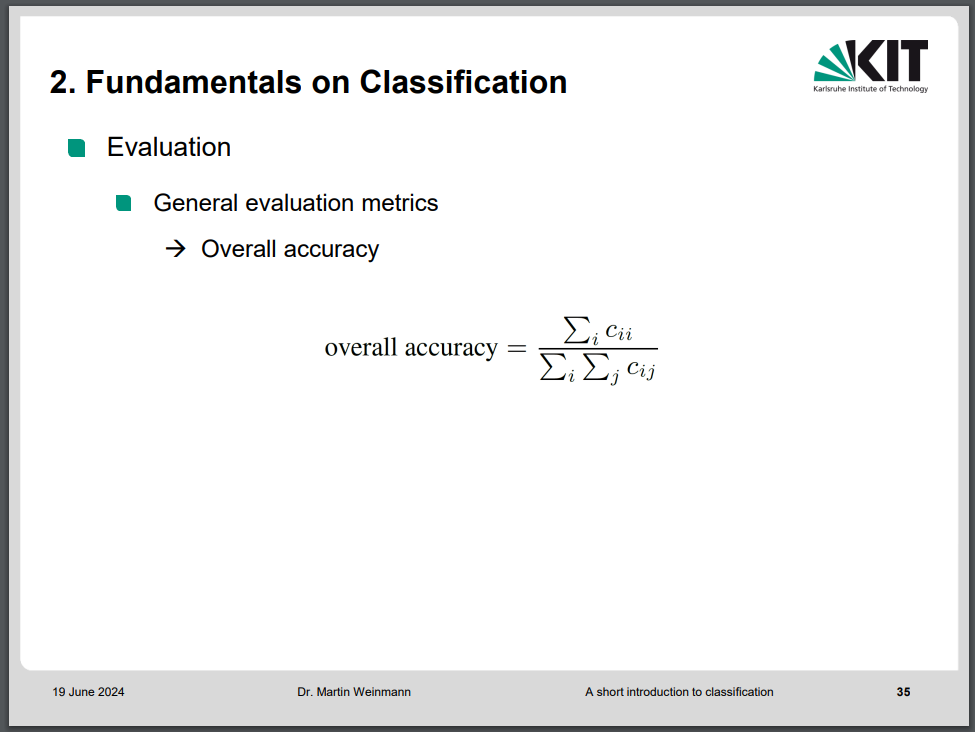 2. Fundamentals on Classification
KIT
Karlsruhe Institute of Technology
Evaluation
General evaluation metrics
→ Overall accuracy
overall accuracy = \frac{\sum_i c_{ii}}{\sum_i \sum_j c_{ij}}
19 June 2024 Dr. Martin Weinmann A short introduction to classification 35